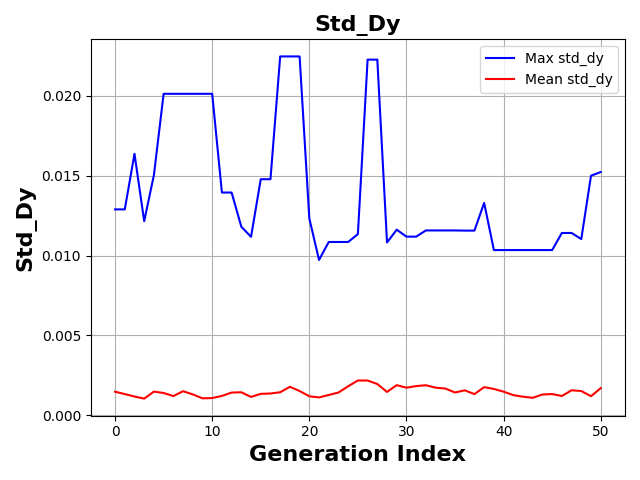 Std_Dy
Max std_dy
Mean std_dy
Std_Dy
0.020
0.015
0.010
0.005
0.000
0 10 20 30 40 50
Generation Index